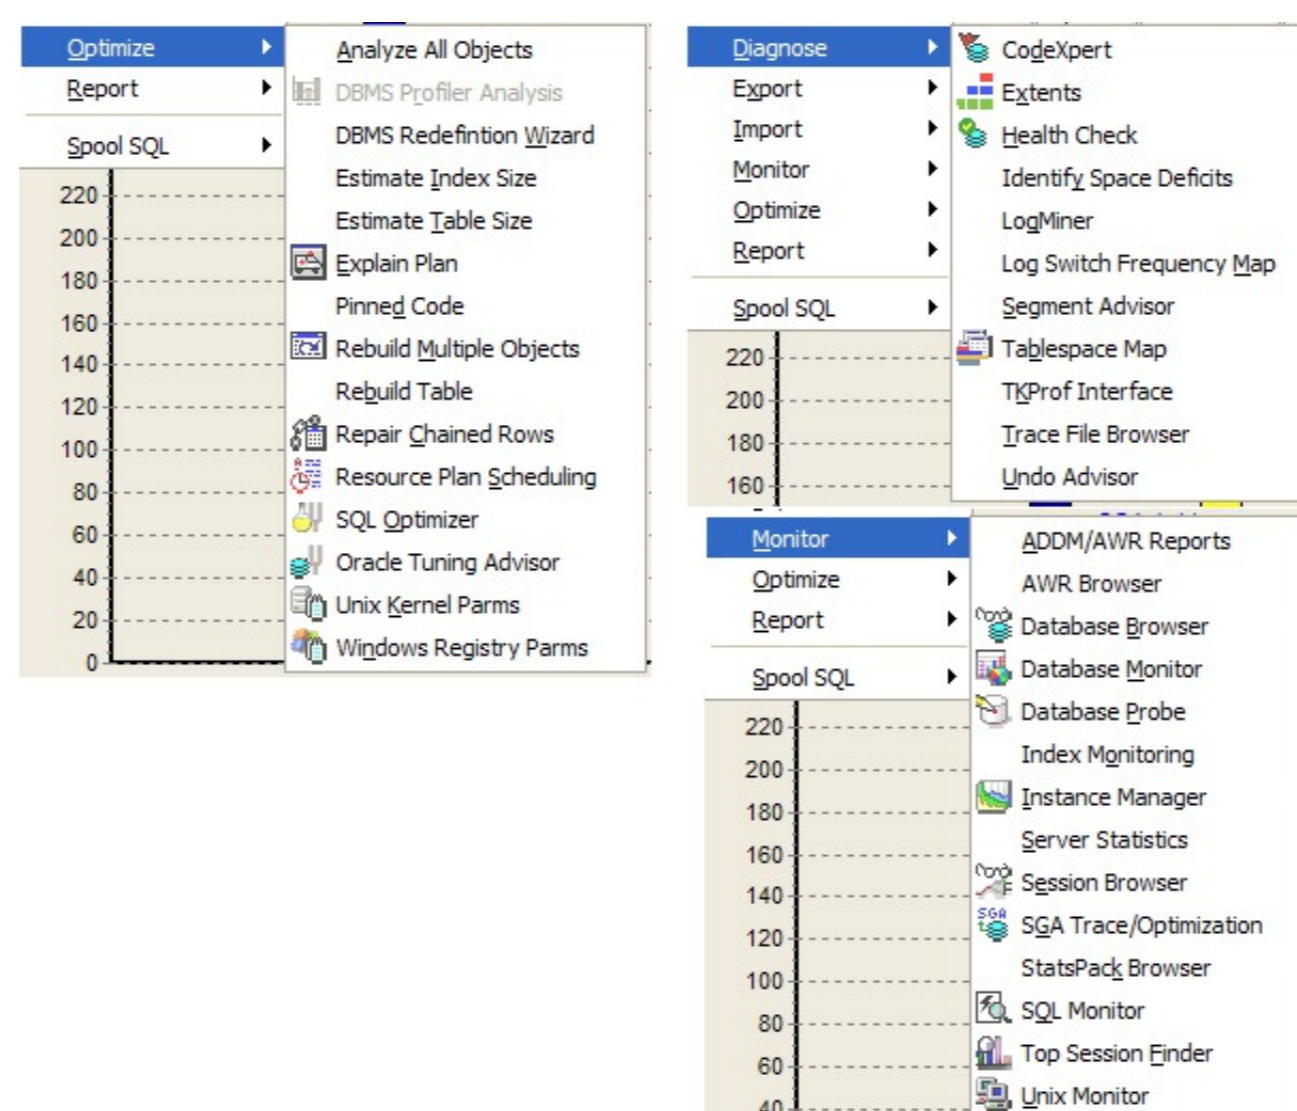 Optimize
Report
Spool SQL
220
200
180
160
140
120
100
80
60
40
20
0
Analyze All Objects
DBMS Profiler Analysis
DBMS Redefintion Wizard
Estimate Index Size
Estimate Table Size
Explain Plan
Pinned Code
Rebuild Multiple Objects
Rebuild Table
Repair Chained Rows
Resource Plan Scheduling
SQL Optimizer
Oracle Tuning Advisor
Unix Kernel Parms
Windows Registry Parms
Diagnose
Export
Import
Monitor
Optimize
Report
Spool SQL
220
200
180
160
CodeXpert
Extents
Health Check
Identify Space Deficits
LogMiner
Log Switch Frequency Map
Segment Advisor
Tablespace Map
TKProf Interface
Trace File Browser
Undo Advisor
Monitor
Optimize
Report
Spool SQL
220
200
180
160
140
120
100
80
60
40
ADDM/AWR Reports
AWR Browser
Database Browser
Database Monitor
Database Probe
Index Monitoring
Instance Manager
Server Statistics
Session Browser
SGA
SGA Trace/Optimization
StatsPack Browser
SQL Monitor
Top Session Finder
Unix Monitor